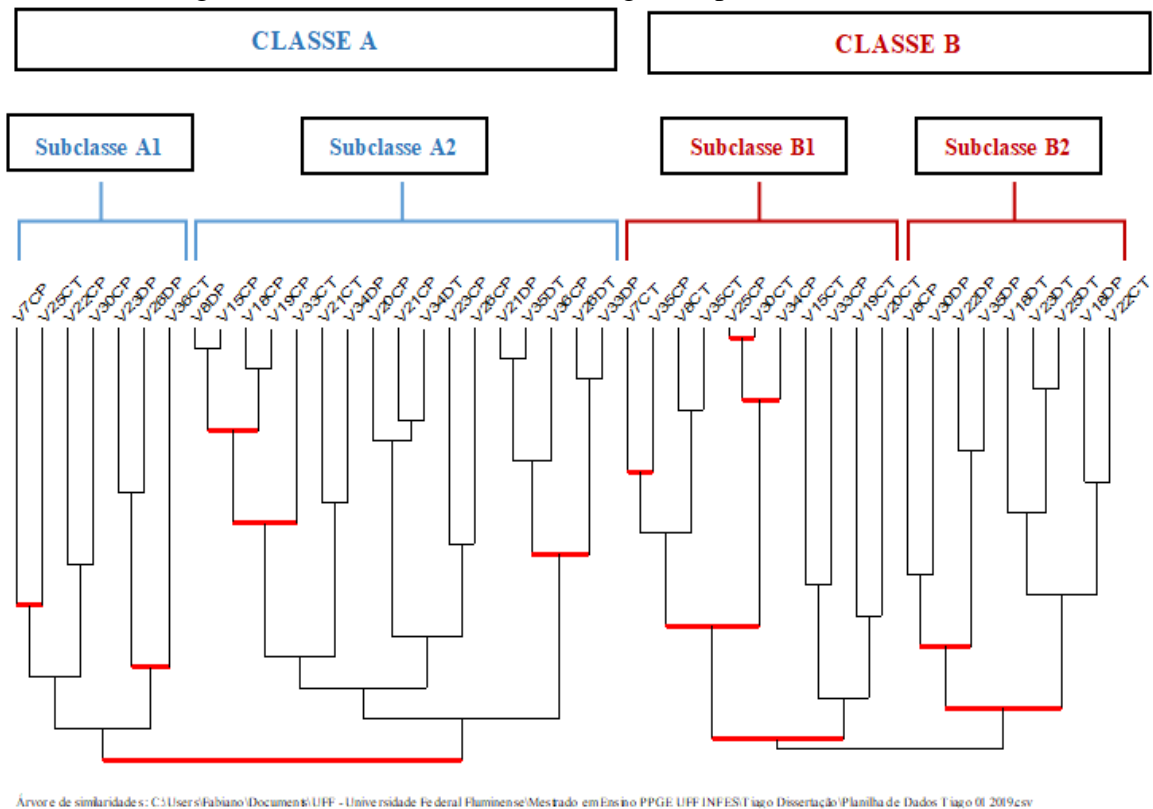 CLASSE A
CLASSE B
Subclasse A1
Subclasse A2
Subclasse B1
Subclasse B2
V7CP
V25CT
V22CP
V30CP
V23DP
V26DP
V36CT
V8DP
V15CP
V18CP
V19CP
V33CT
V21CT
V34DP
V20CP
V21CP
V34DT
V23CP
V26CP
V21DP
V35DT
V36CP
V26DT
V33DP
V7CT
V35CP
V8CT
V35CT
V25CP
V30CT
V34CP
V15CT
V33CP
V19CT
V20CT
V8CP
V30DP
V22DP
V35DP
V18DT
V23DT
V25DT
V18DP
V22CT
Árvore de similaridades: C:\Users\Fabiano\Documents\UFF - Universidade Federal Fluminense\Mestrado em Ensino PPGE UFF INFES\Tiago Dissertação\Planilha de Dados Tiago 01 2019.csv